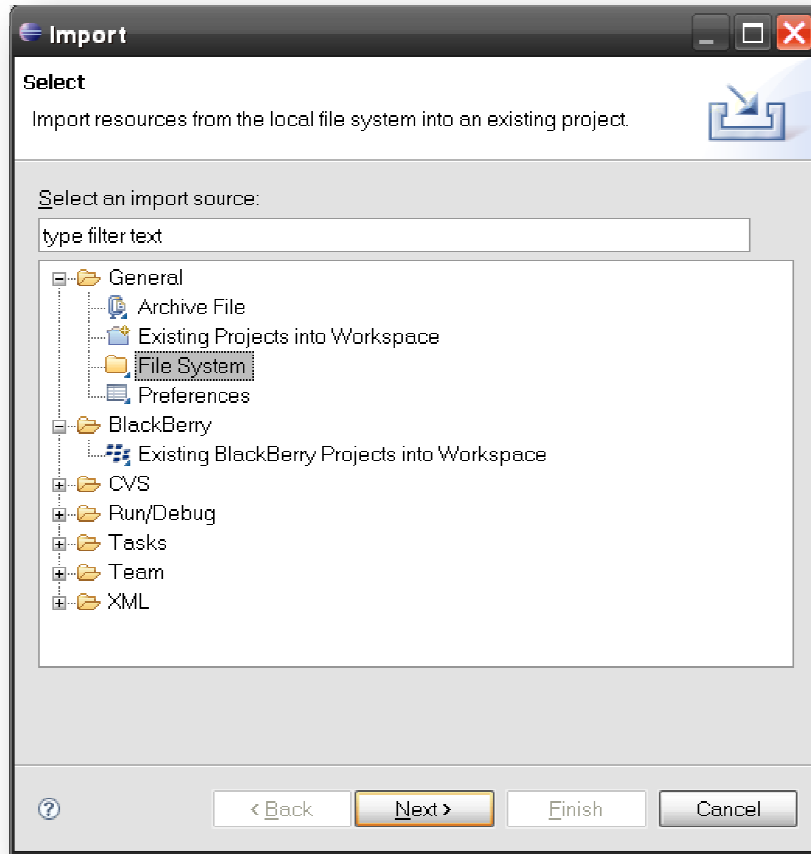 Import
Select
Import resources from the local file system into an existing project.
Select an import source:
type filter text
General
Archive File
Existing Projects into Workspace
File System
Preferences
BlackBerry
Existing BlackBerry Projects into Workspace
CVS
Run/Debug
Tasks
Team
XML
? < Back Next > Finish Cancel